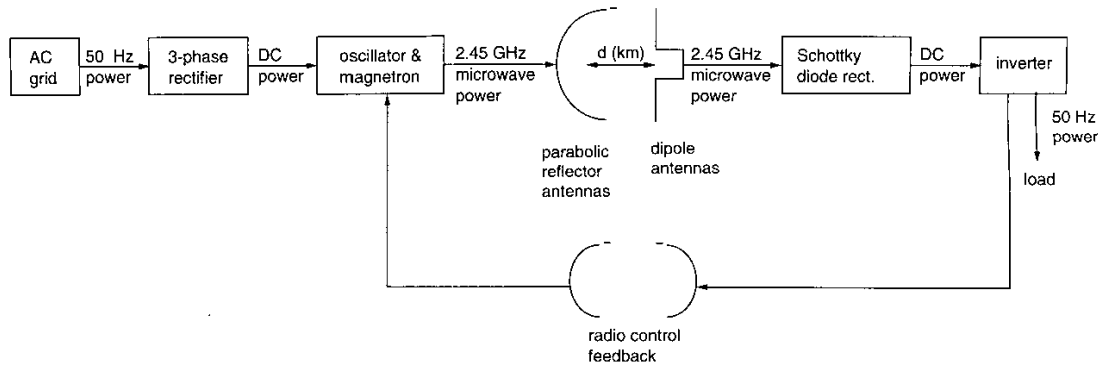 AC
grid
50 Hz
power
3-phase
rectifier
DC
power
oscillator &
magnetron
2.45 GHz
microwave
power
d (km)
2.45 GHz
microwave
power
Schottky
diode rect.
DC
power
inverter
50 Hz
power
load
parabolic
reflector
antennas
dipole
antennas
radio control
feedback